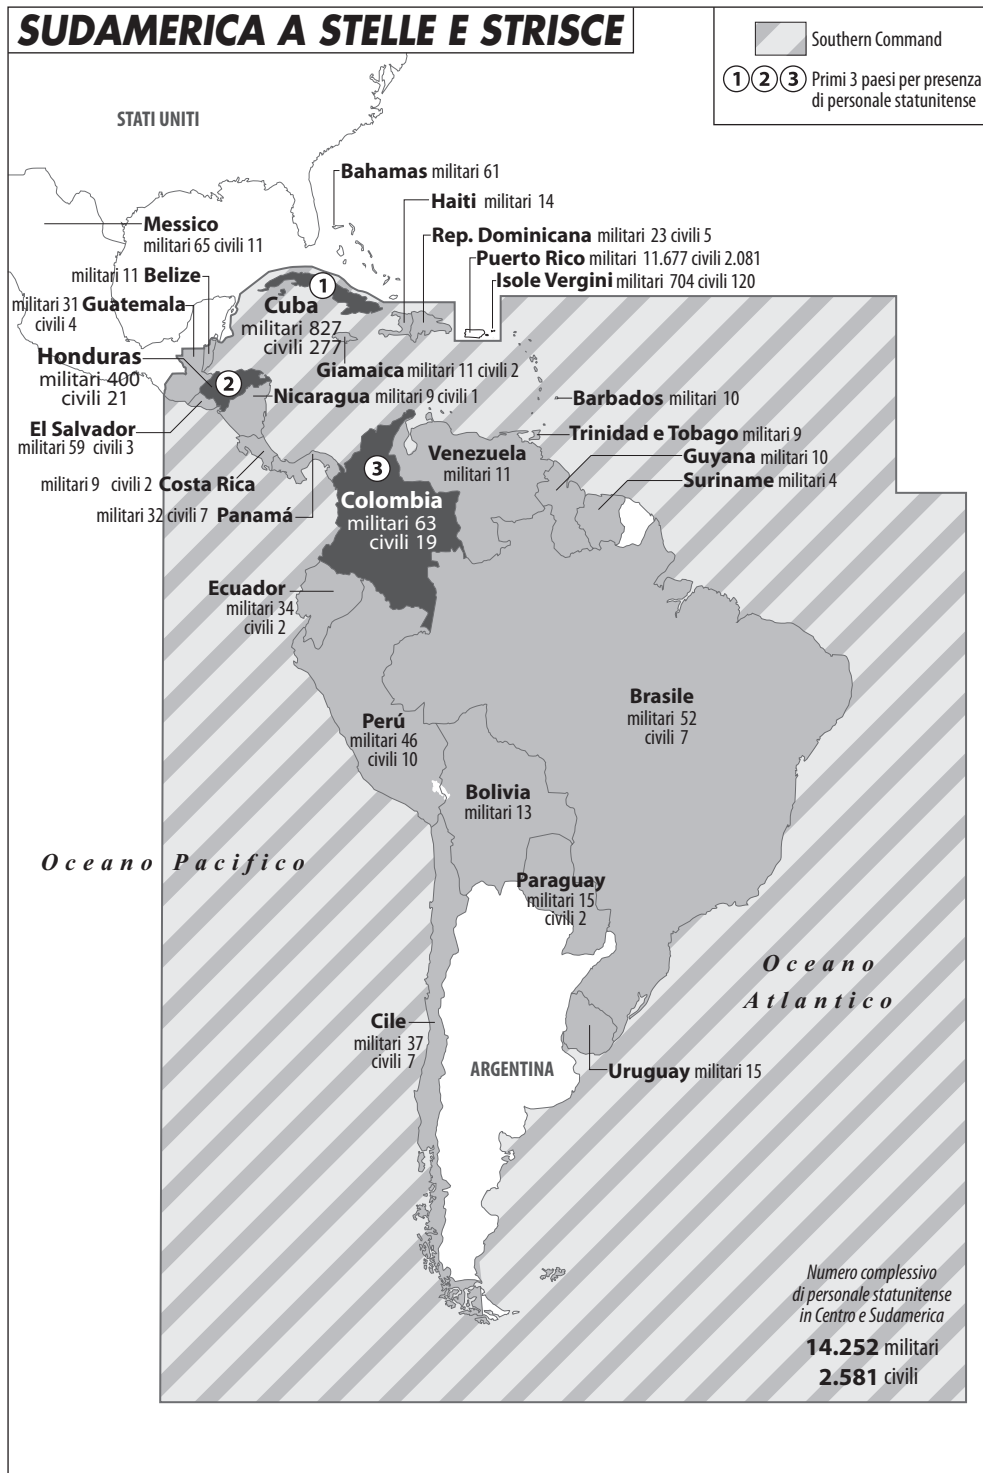 SUDAMERICA A STELLE E STRISCE
Southern Command
1 2 3 Primi 3 paesi per presenza
di personale statunitense
STATI UNITI
Bahamas militari 61
Haiti militari 14
Messico
militari 65 civili 11
Rep. Dominicana militari 23 civili 5
Puerto Rico militari 11.677 civili 2.081
Isole Vergini militari 704 civili 120
militari 11 Belize
militari 31 Guatemala
civili 4
1
Cuba
militari 827
civili 277
Honduras
militari 400
civili 21
2
Giamaica militari 11 civili 2
Nicaragua militari 9 civili 1
Barbados militari 10
El Salvador
militari 59 civili 3
Trinidad e Tobago militari 9
Guyana militari 10
Suriname militari 4
Venezuela
militari 11
militari 9 civili 2 Costa Rica
militari 32 civili 7 Panamá
3
Colombia
militari 63
civili 19
Ecuador
militari 34
civili 2
Brasile
militari 52
civili 7
Perú
militari 46
civili 10
Bolivia
militari 13
Oceano Pacifico
Paraguay
militari 15
civili 2
Oceano
Atlantico
Cile
militari 37
civili 7
ARGENTINA
Uruguay militari 15
Numero complessivo
di personale statunitense
in Centro e Sudamerica
14.252 militari
2.581 civili